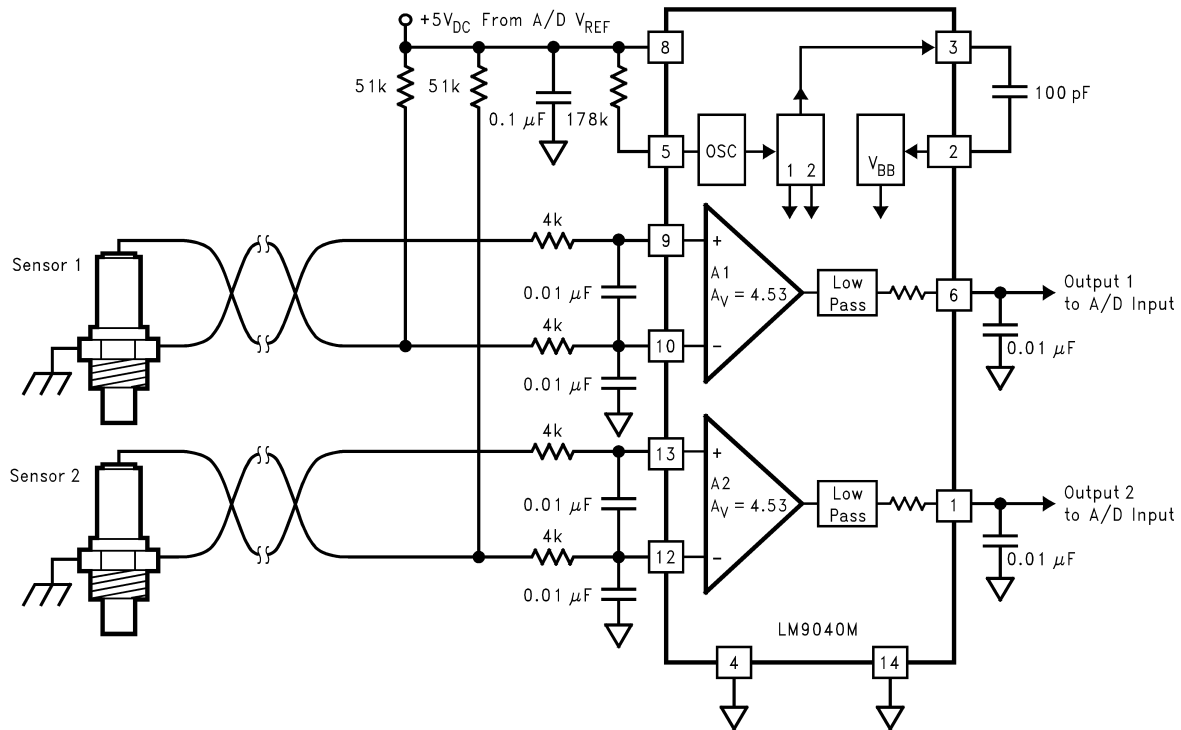 +5VDC From A/D VREF
8
3
51k
51k
0.1 μF
178k
100 pF
5
OSC
1 2
VBB
2
4k
9
+
Sensor 1
A1
AV = 4.53
Low
Pass
6
Output 1
to A/D Input
0.01 μF
4k
10
−
0.01 μF
0.01 μF
4k
13
+
Sensor 2
A2
AV = 4.53
Low
Pass
1
Output 2
to A/D Input
0.01 μF
4k
12
−
0.01 μF
0.01 μF
LM9040M
4
14